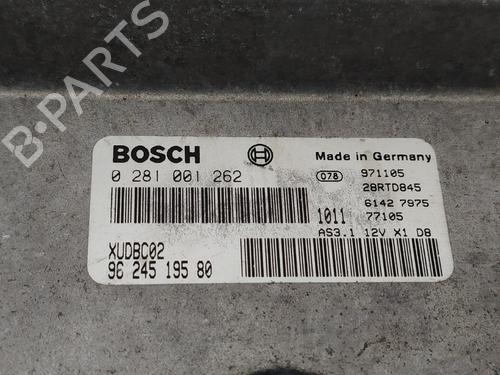 B-PARTS
BOSCH
Made in Germany
0 281 001 262
078 971105
28RTD845
6142 7975
1011 77105
AS3.1 12V X1 D8
XUDBC02
96 245 195 80